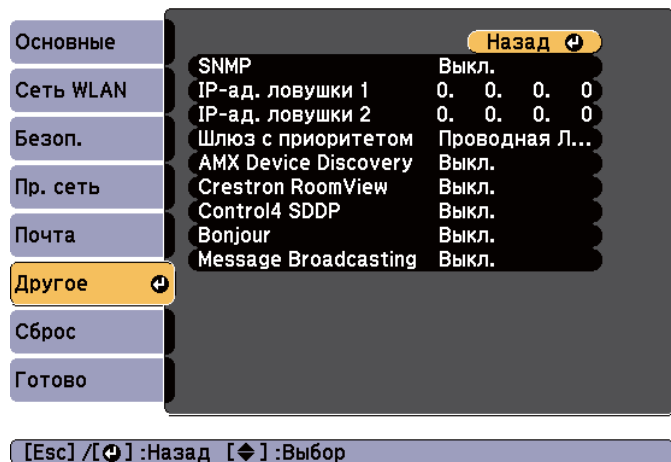 Основные
Сеть WLAN
Безоп.
Пр. сеть
Почта
Другое
Сброс
Готово
Назад
SNMP Выкл.
IP-ад. ловушки 1 0. 0. 0. 0
IP-ад. ловушки 2 0. 0. 0. 0
Шлюз с приоритетом Проводная Л...
AMX Device Discovery Выкл.
Crestron RoomView Выкл.
Control4 SDDP Выкл.
Bonjour Выкл.
Message Broadcasting Выкл.
[Esc] /[⏎] :Назад [◆] :Выбор